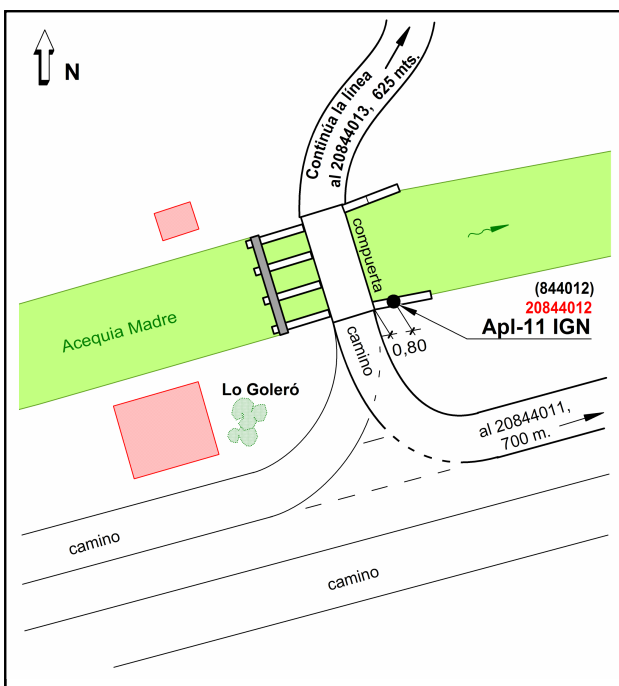 N
Continúa la línea
al 20844013, 625 mts.
compuerta
(844012)
20844012
Apl-11 IGN
Acequia Madre
0,80
camino
Lo Goleró
al 20844011,
700 m.
camino
camino